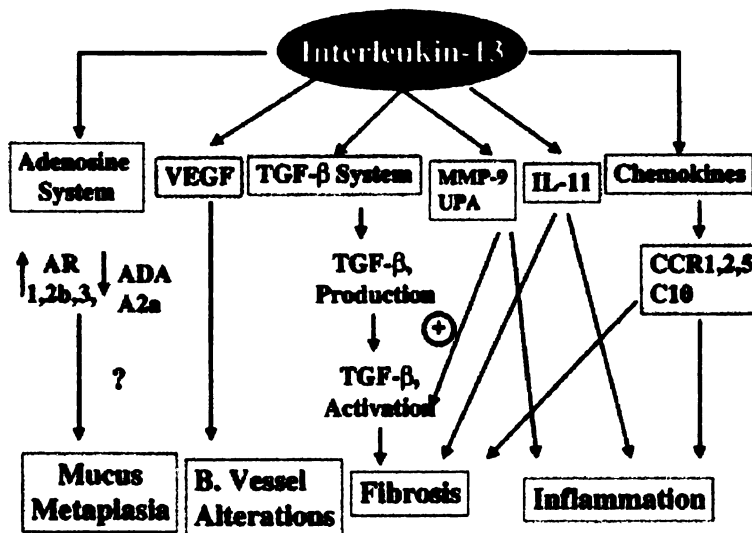 Interleukin-13
Adenosine
System
VEGF
TGF-β System
MMP-9
UPA
IL-11
Chemokines
↑ AR
1,2b,3,
↓ ADA
A2a
TGF-β,
Production
CCR1,2,5
C10
+
?
TGF-β,
Activation
Mucus
Metaplasia
B. Vessel
Alterations
Fibrosis
Inflammation